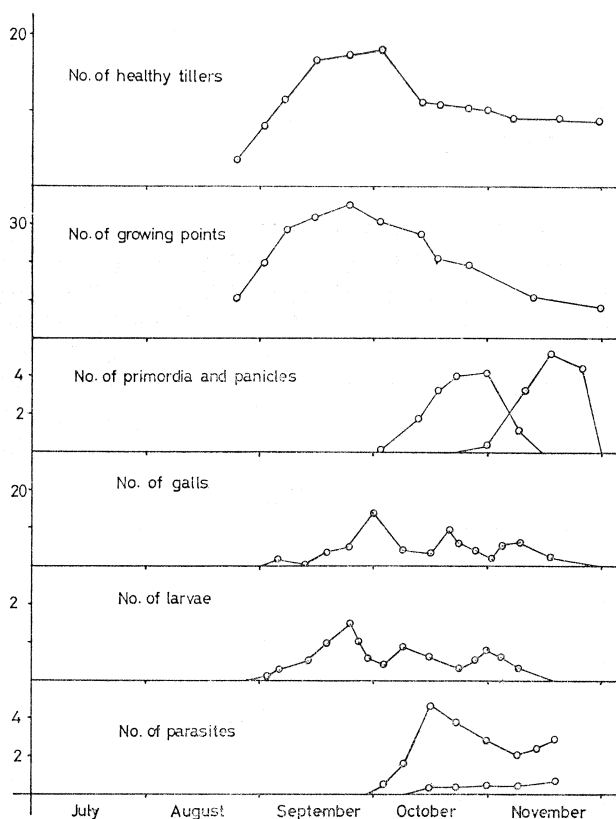 20
No. of healthy tillers
30
No. of growing points
4
No. of primordia and panicles
2
No. of galls
20
No. of larvae
2
4
No. of parasites
2
0
July August September October November